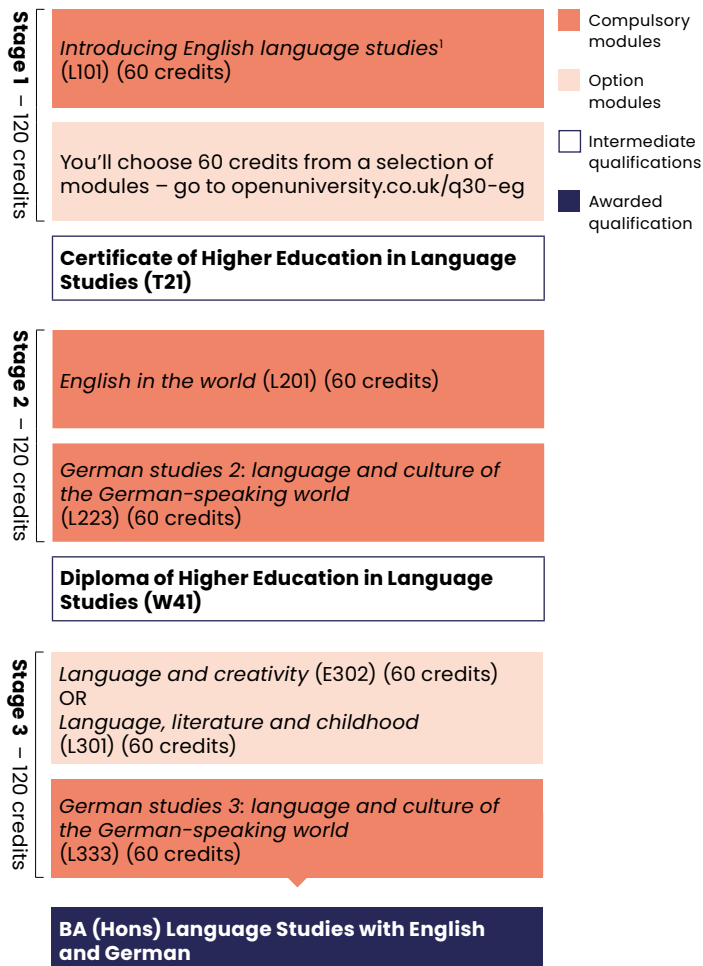 Stage 1 – 120 credits
Introducing English language studies¹
(L101) (60 credits)
You’ll choose 60 credits from a selection of
modules – go to openuniversity.co.uk/q30-eg
Certificate of Higher Education in Language
Studies (T21)
Stage 2 – 120 credits
English in the world (L201) (60 credits)
German studies 2: language and culture of
the German-speaking world
(L223) (60 credits)
Diploma of Higher Education in Language
Studies (W41)
Stage 3 – 120 credits
Language and creativity (E302) (60 credits)
OR
Language, literature and childhood
(L301) (60 credits)
German studies 3: language and culture of
the German-speaking world
(L333) (60 credits)
BA (Hons) Language Studies with English
and German
Compulsory
modules
Option
modules
Intermediate
qualifications
Awarded
qualification